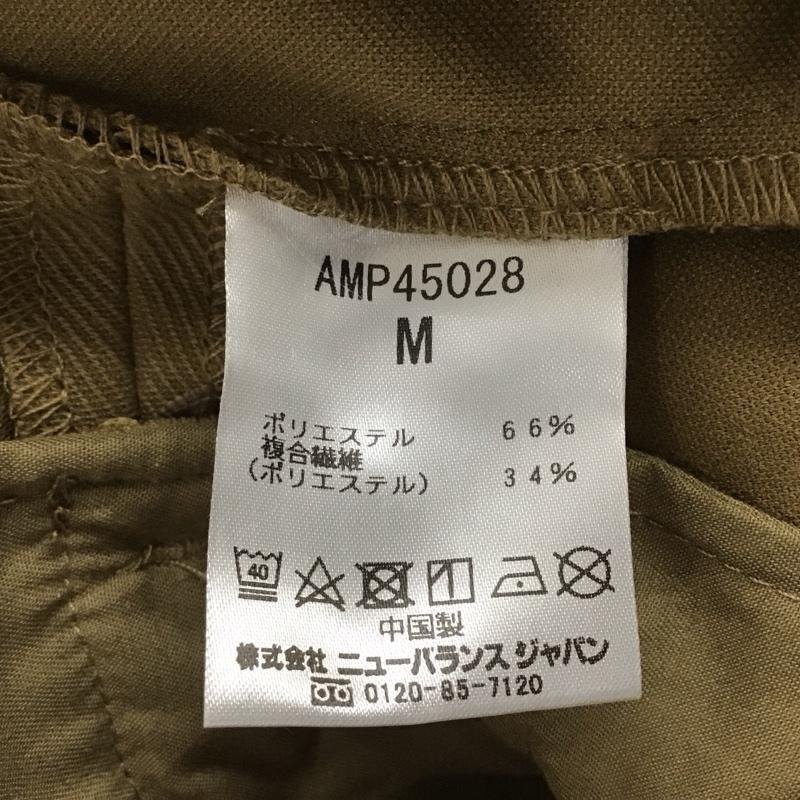 AMP45028
M
ポリエステル 66%
複合繊維
(ポリエステル) 34%
40
中国製
株式会社 ニューバランスジャパン
0120-85-7120